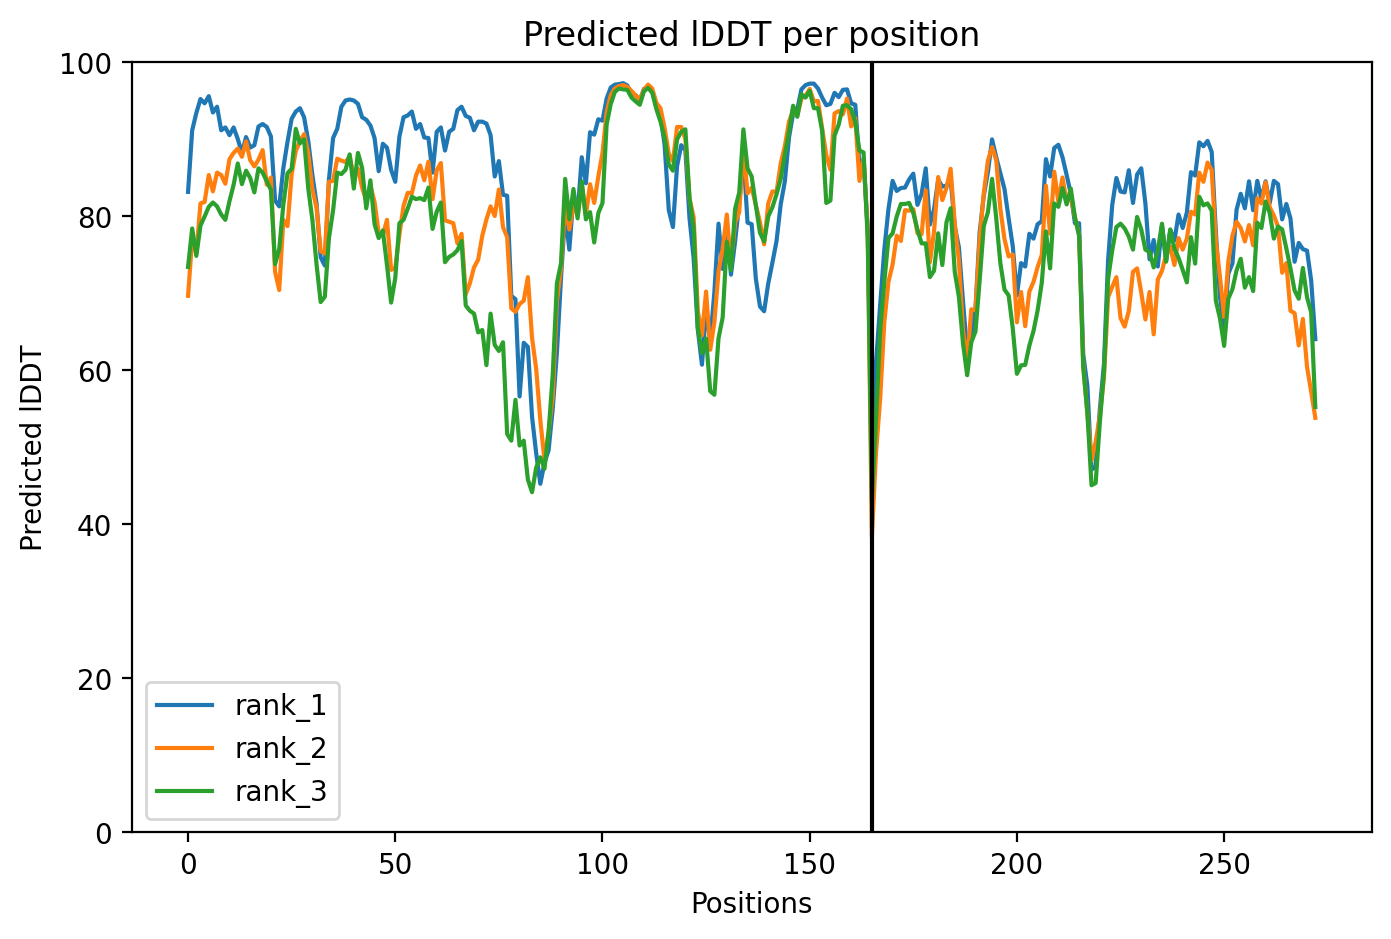 Predicted lDDT per position
100
80
60
40
20
0
Predicted lDDT
rank_1
rank_2
rank_3
0 50 100 150 200 250
Positions